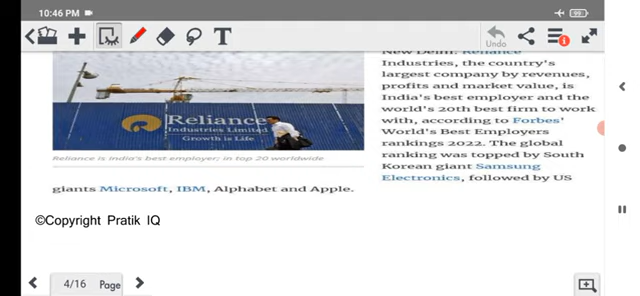 10:46 PM
99
Undo
New Delhi: Reliance
Industries, the country's
largest company by revenues,
profits and market value, is
India's best employer and the
world's 20th best firm to work
with, according to Forbes'
World's Best Employers
rankings 2022. The global
ranking was topped by South
Korean giant Samsung
Electronics, followed by US
Reliance
Industries Limited
Growth is Life
Reliance is India's best employer; in top 20 worldwide
giants Microsoft, IBM, Alphabet and Apple.
©Copyright Pratik IQ
4/16 Page